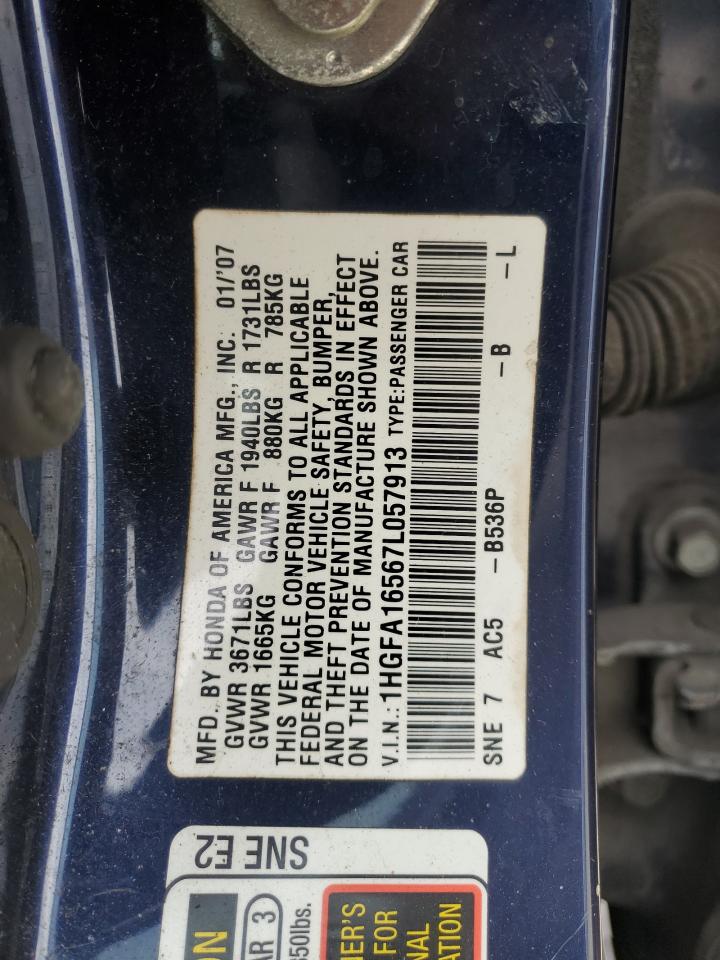 MFD. BY HONDA OF AMERICA MFG., INC. 01/'07
GVWR 3671LBS GAWR F 1940LBS R 1731LBS
GVWR 1665KG GAWR F 880KG R 785KG
THIS VEHICLE CONFORMS TO ALL APPLICABLE
FEDERAL MOTOR VEHICLE SAFETY, BUMPER,
AND THEFT PREVENTION STANDARDS IN EFFECT
ON THE DATE OF MANUFACTURE SHOWN ABOVE.
V.I.N.: 1HGFA16567L057913 TYPE:PASSENGER CAR
SNE 7 AC5 -B536P -B -L
SNE E2
3
FOR